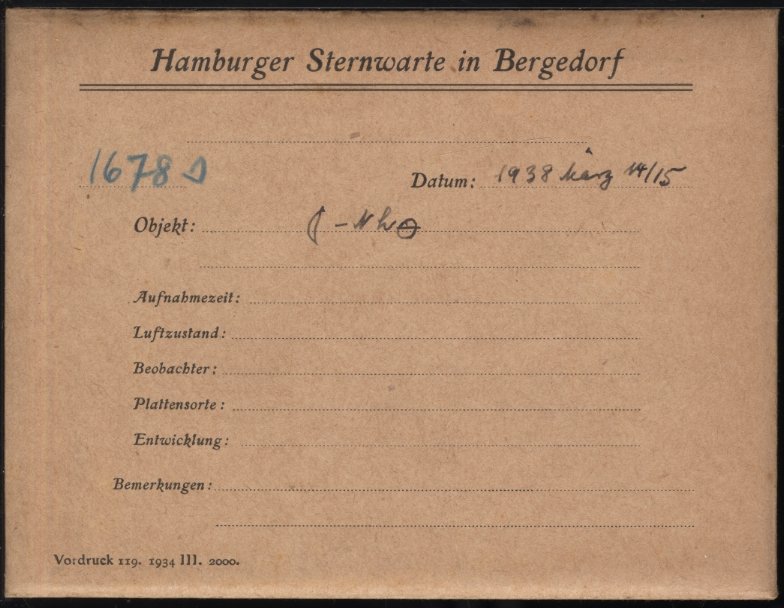 Hamburger Sternwarte in Bergedorf
1678
Datum: 1938 März 14/15
Objekt:
Aufnahmezeit:
Luftzustand:
Beobachter:
Plattensorte:
Entwicklung:
Bemerkungen:
Vordruck 119. 1934 III. 2000.